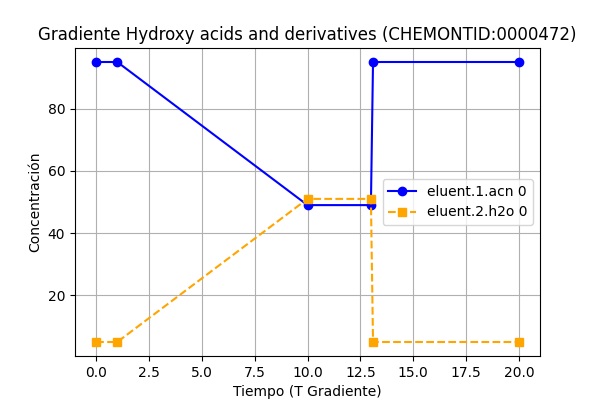 Gradiente Hydroxy acids and derivatives (CHEMONTID:0000472)
Concentración
80
60
40
20
eluent.1.acn 0
eluent.2.h2o 0
0.0 2.5 5.0 7.5 10.0 12.5 15.0 17.5 20.0
Tiempo (T Gradiente)